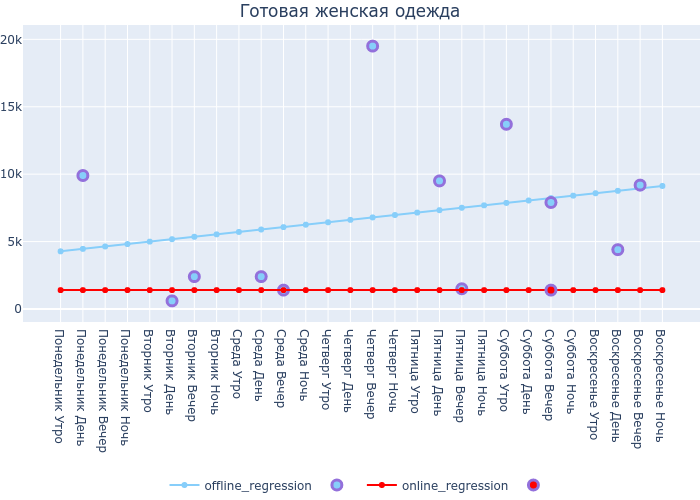 Готовая женская одежда
20k
15k
10k
5k
0
Понедельник Утро
Понедельник День
Понедельник Вечер
Понедельник Ночь
Вторник Утро
Вторник День
Вторник Вечер
Вторник Ночь
Среда Утро
Среда День
Среда Вечер
Среда Ночь
Четверг Утро
Четверг День
Четверг Вечер
Четверг Ночь
Пятница Утро
Пятница День
Пятница Вечер
Пятница Ночь
Суббота Утро
Суббота День
Суббота Вечер
Суббота Ночь
Воскресенье Утро
Воскресенье День
Воскресенье Вечер
Воскресенье Ночь
offline_regression
online_regression